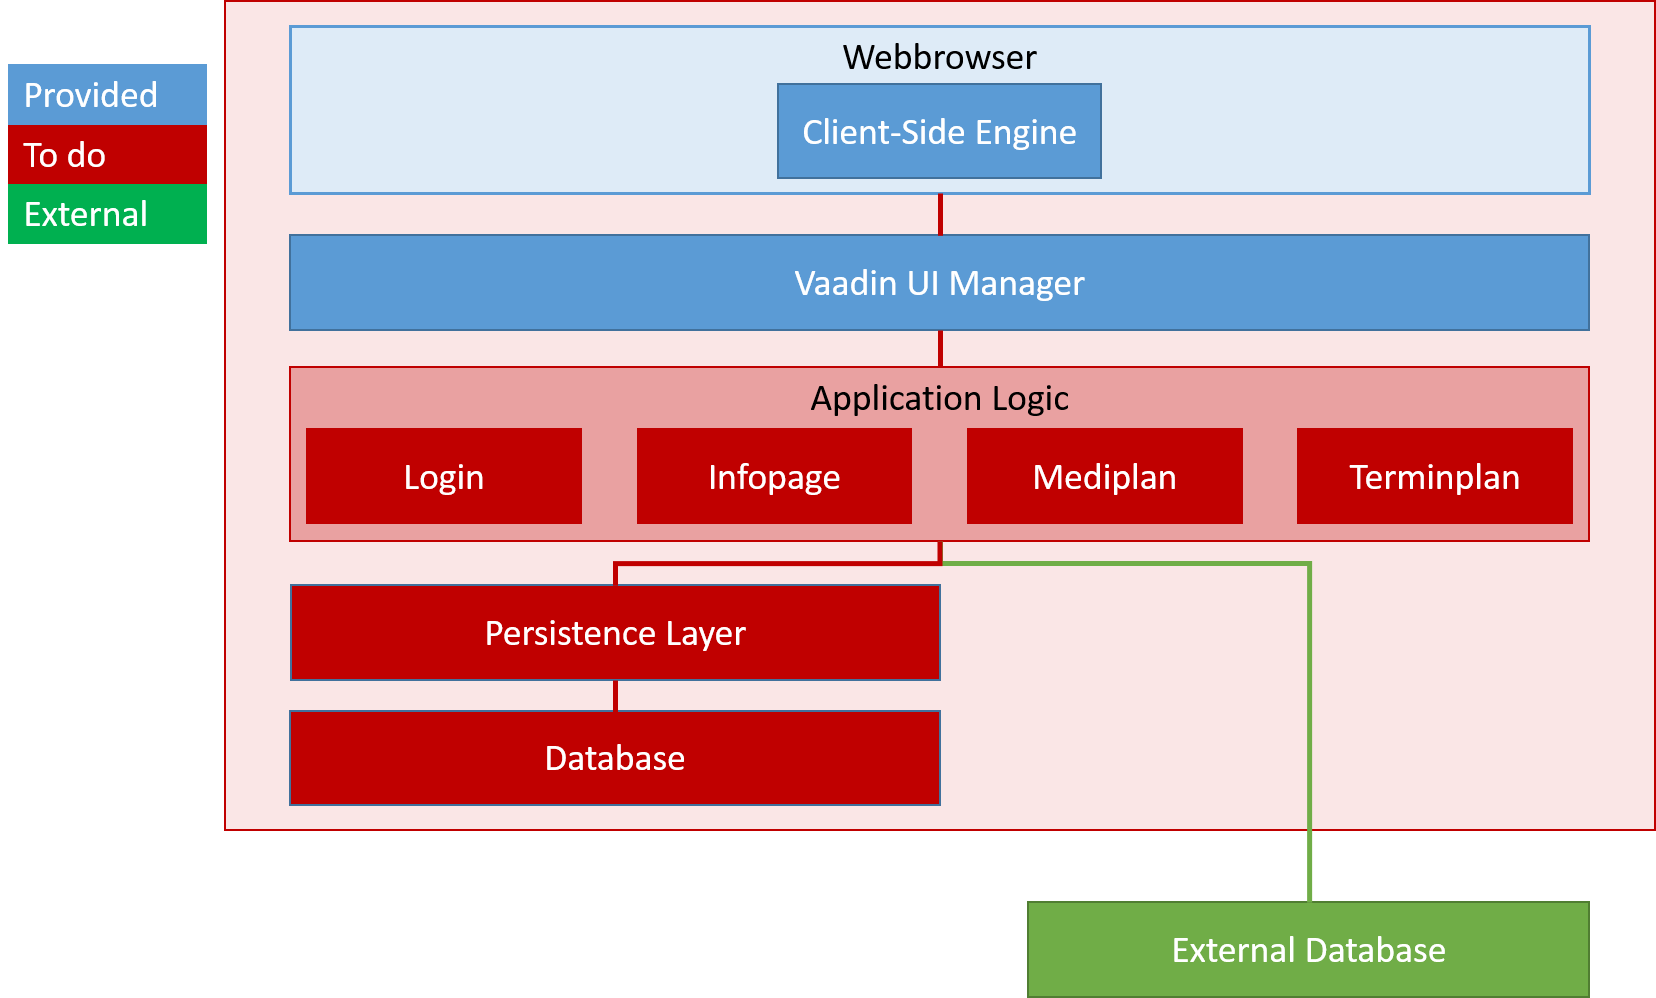 Provided
To do
External
Webbrowser
Client-Side Engine
Vaadin UI Manager
Application Logic
Login
Infopage
Mediplan
Terminplan
Persistence Layer
Database
External Database